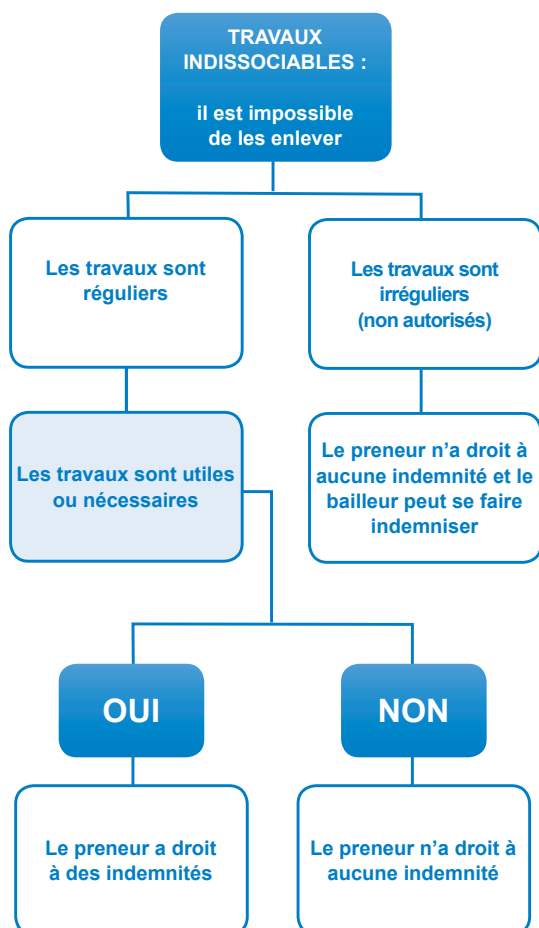 TRAVAUX
INDISSOCIABLES :
il est impossible
de les enlever
Les travaux sont
réguliers
Les travaux sont
irréguliers
(non autorisés)
Les travaux sont utiles
ou nécessaires
Le preneur n’a droit à
aucune indemnité et le
bailleur peut se faire
indemniser
OUI
NON
Le preneur a droit
à des indemnités
Le preneur n’a droit à
aucune indemnité